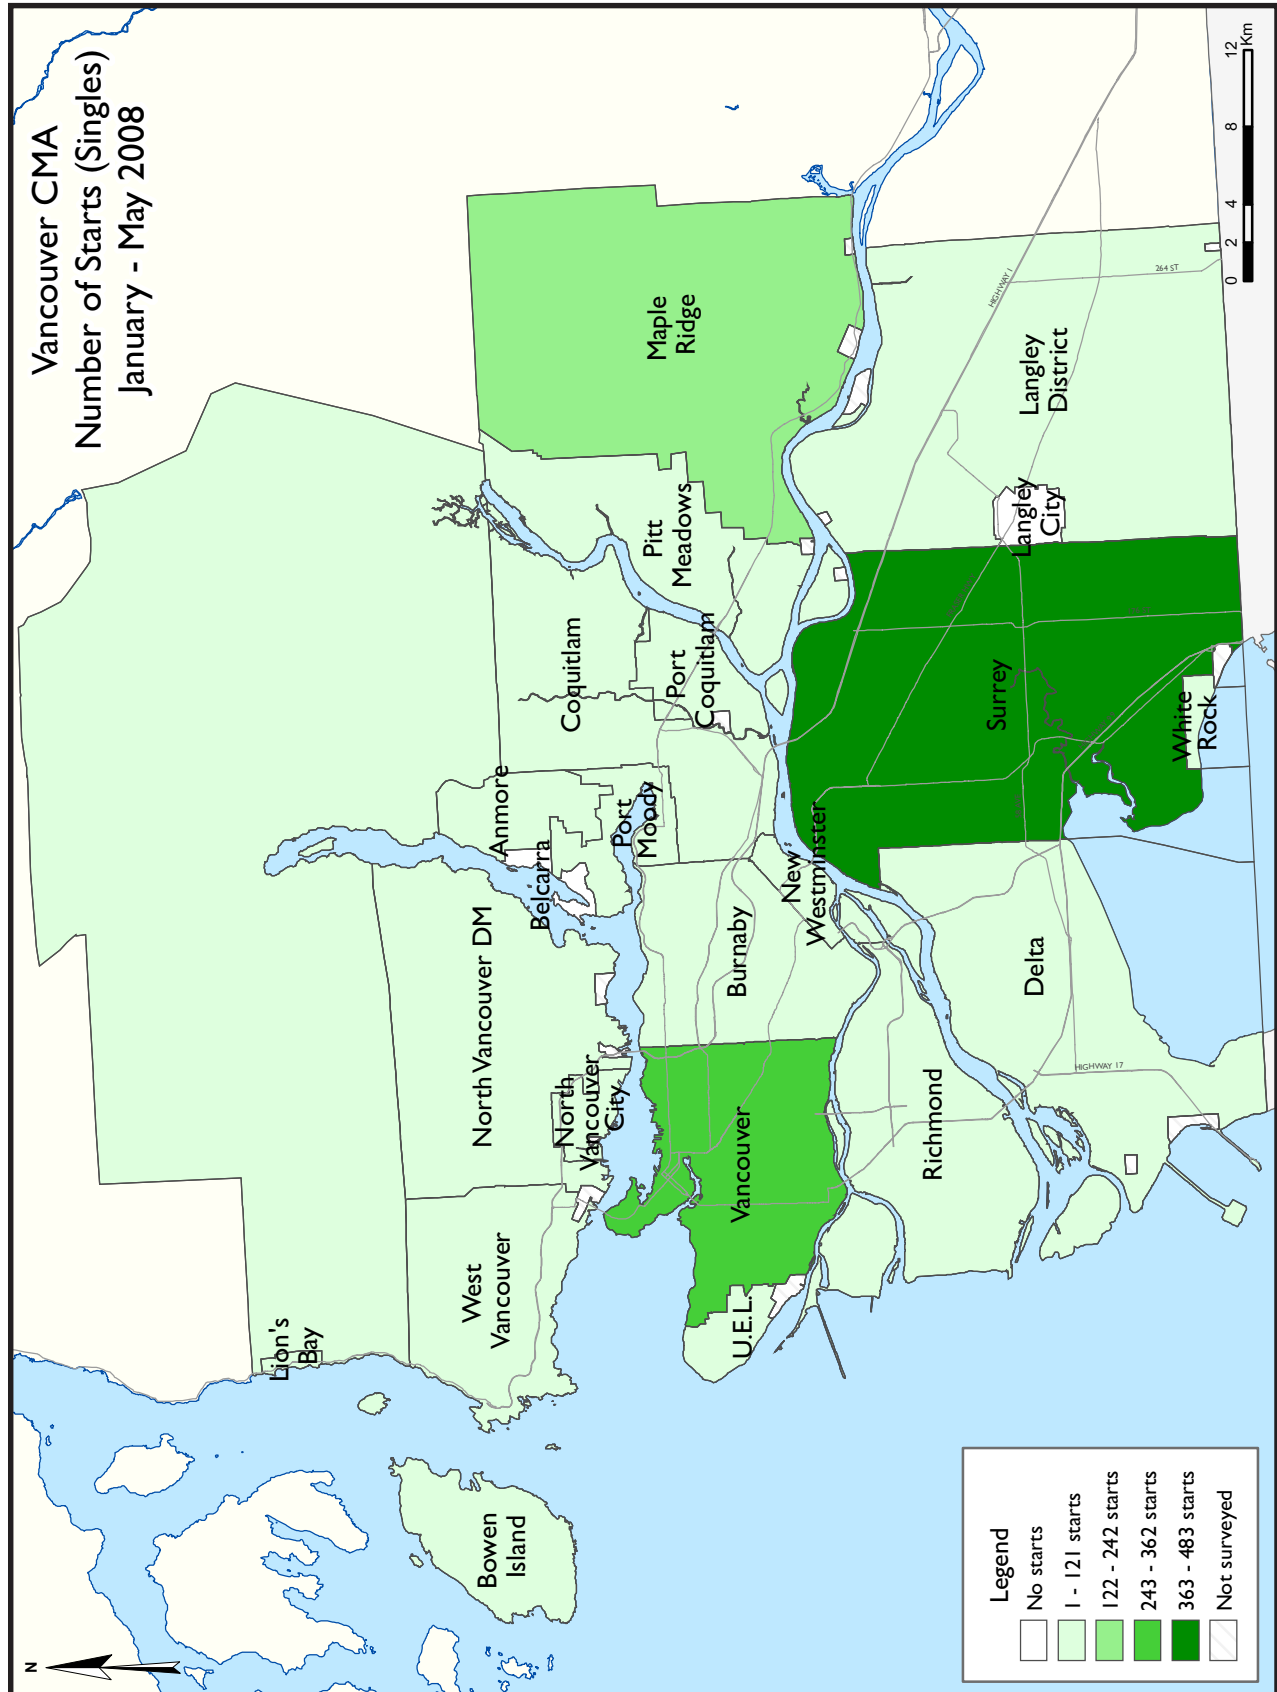 Vancouver CMA
Number of Starts (Singles)
January - May 2008
N
Lion's
Bay
Bowen
Island
West
Vancouver
North Vancouver DM
North
Vancouver
City
Belcarra
Anmore
Port
Moody
Coquitlam
Port
Coquitlam
Pitt
Meadows
Maple
Ridge
U.E.L.
Vancouver
Burnaby
New
Westminster
Richmond
Delta
Surrey
White
Rock
Langley
City
Langley
District
HIGHWAY 1
264 ST
HIGHWAY 17
Legend
No starts
1 - 121 starts
122 - 242 starts
243 - 362 starts
363 - 483 starts
Not surveyed
0 2 4 8 12
Km